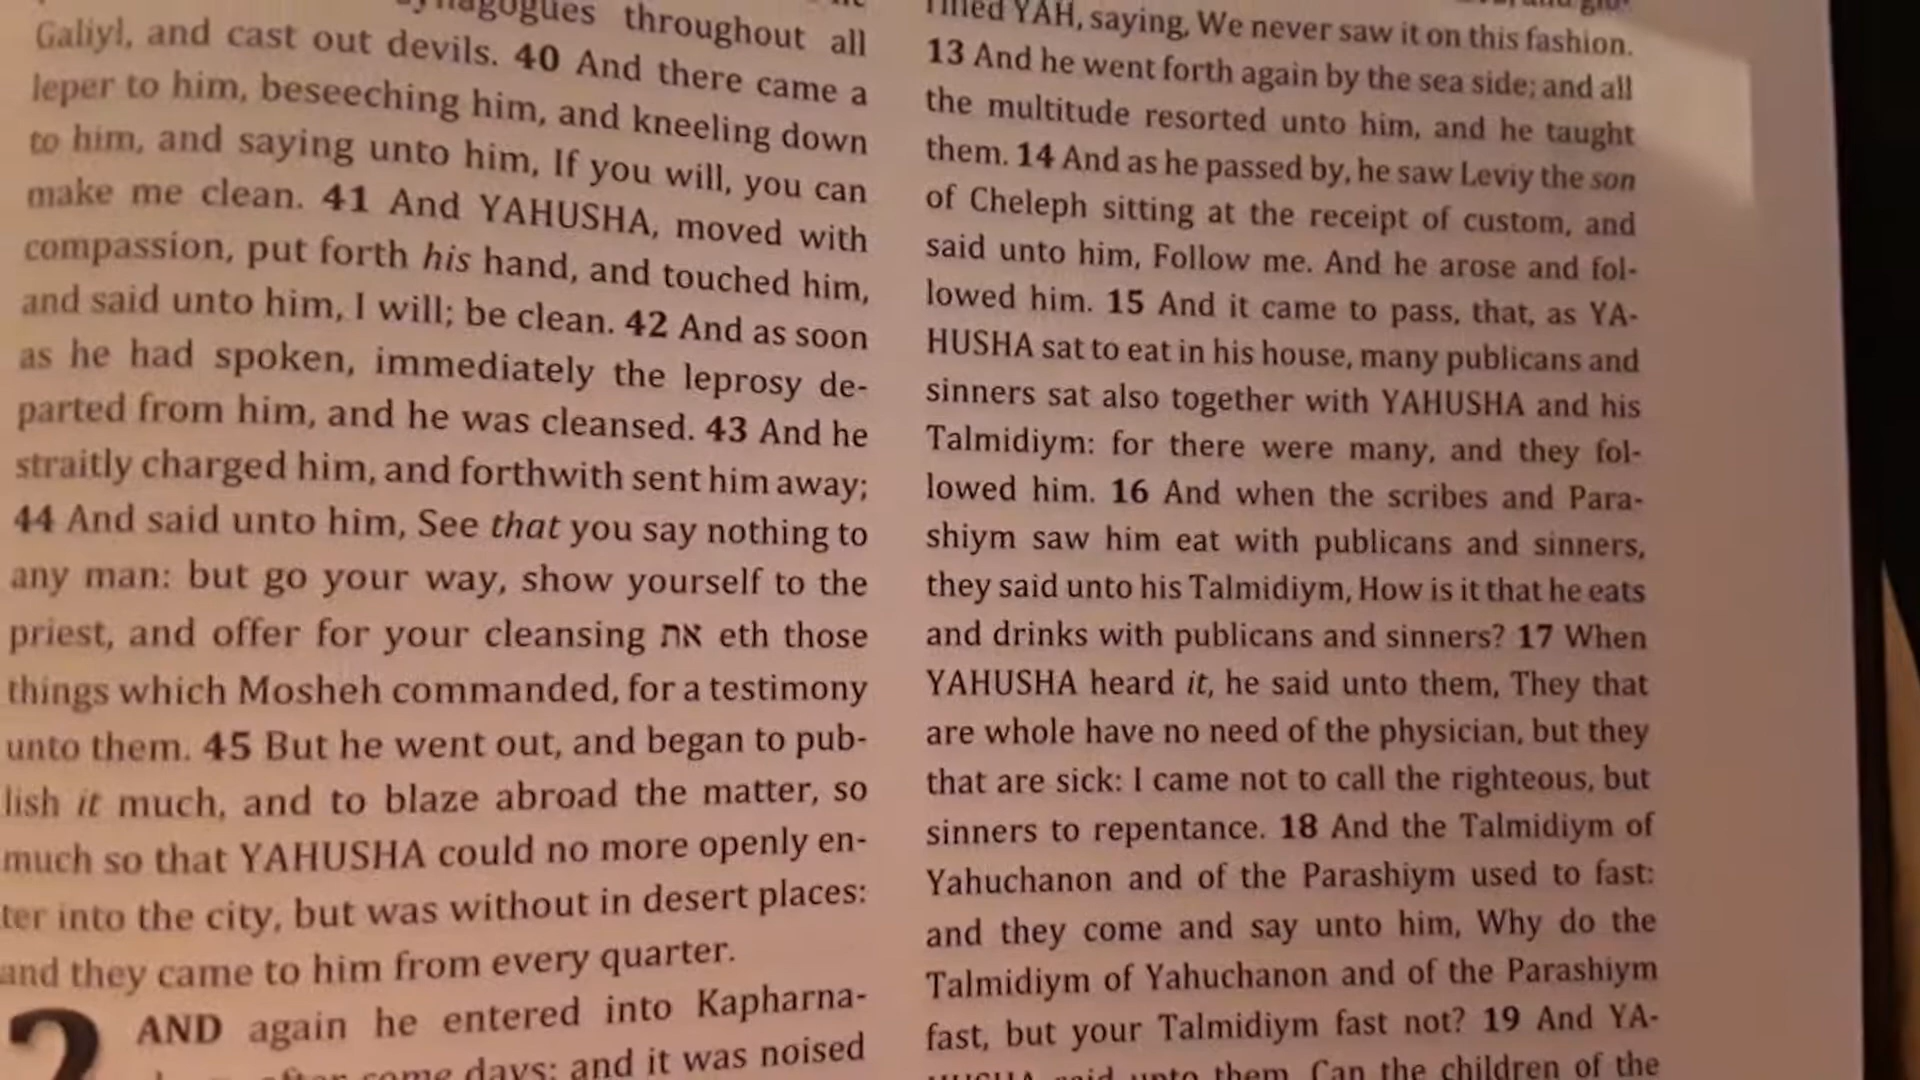 synagogues throughout all
Galiyl, and cast out devils. 40 And there came a
leper to him, beseeching him, and kneeling down
to him, and saying unto him, If you will, you can
make me clean. 41 And YAHUSHA, moved with
compassion, put forth his hand, and touched him,
and said unto him, I will; be clean. 42 And as soon
as he had spoken, immediately the leprosy de-
parted from him, and he was cleansed. 43 And he
straitly charged him, and forthwith sent him away;
44 And said unto him, See that you say nothing to
any man: but go your way, show yourself to the
priest, and offer for your cleansing את eth those
things which Mosheh commanded, for a testimony
unto them. 45 But he went out, and began to pub-
lish it much, and to blaze abroad the matter, so
much so that YAHUSHA could no more openly en-
ter into the city, but was without in desert places:
and they came to him from every quarter.
2 AND again he entered into Kapharna-
after some days; and it was noised
YAH, saying, We never saw it on this fashion.
13 And he went forth again by the sea side; and all
the multitude resorted unto him, and he taught
them. 14 And as he passed by, he saw Leviy the son
of Cheleph sitting at the receipt of custom, and
said unto him, Follow me. And he arose and fol-
lowed him. 15 And it came to pass, that, as YA-
HUSHA sat to eat in his house, many publicans and
sinners sat also together with YAHUSHA and his
Talmidiym: for there were many, and they fol-
lowed him. 16 And when the scribes and Para-
shiym saw him eat with publicans and sinners,
they said unto his Talmidiym, How is it that he eats
and drinks with publicans and sinners? 17 When
YAHUSHA heard it, he said unto them, They that
are whole have no need of the physician, but they
that are sick: I came not to call the righteous, but
sinners to repentance. 18 And the Talmidiym of
Yahuchanon and of the Parashiym used to fast:
and they come and say unto him, Why do the
Talmidiym of Yahuchanon and of the Parashiym
fast, but your Talmidiym fast not? 19 And YA-
HUSHA said unto them, Can the children of the